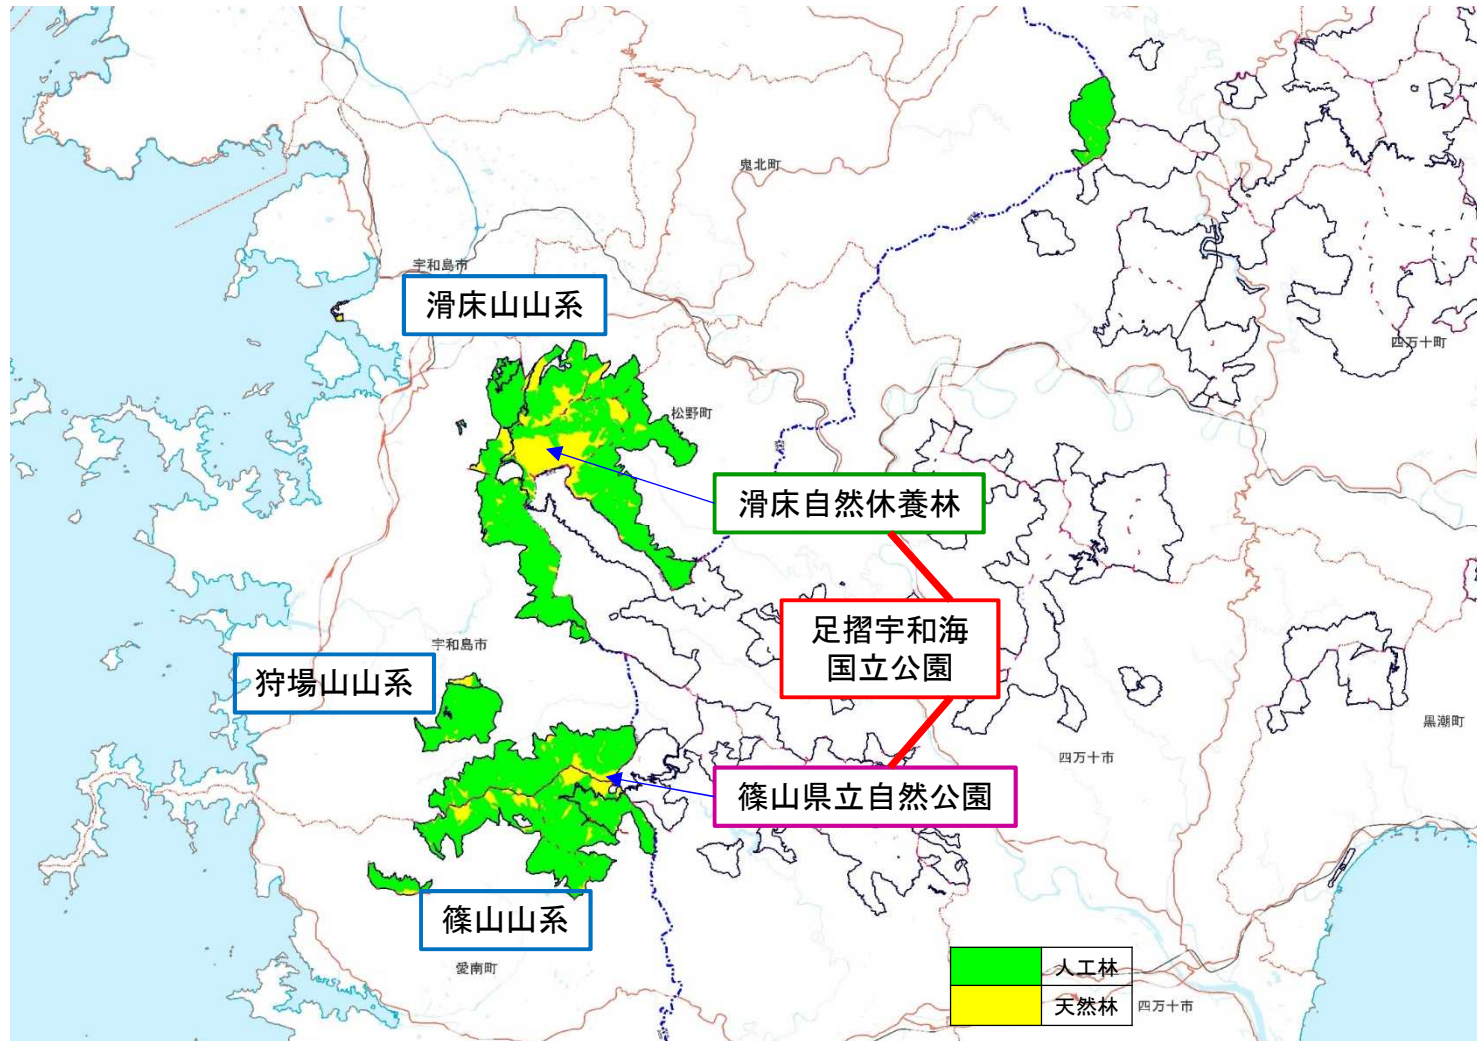 鬼北町
宇和島市
滑床山山系
四万十町
松野町
滑床自然休養林
足摺宇和海
国立公園
宇和島市
狩場山山系
黒潮町
四万十市
篠山県立自然公園
篠山山系
愛南町
人工林
天然林
四万十市